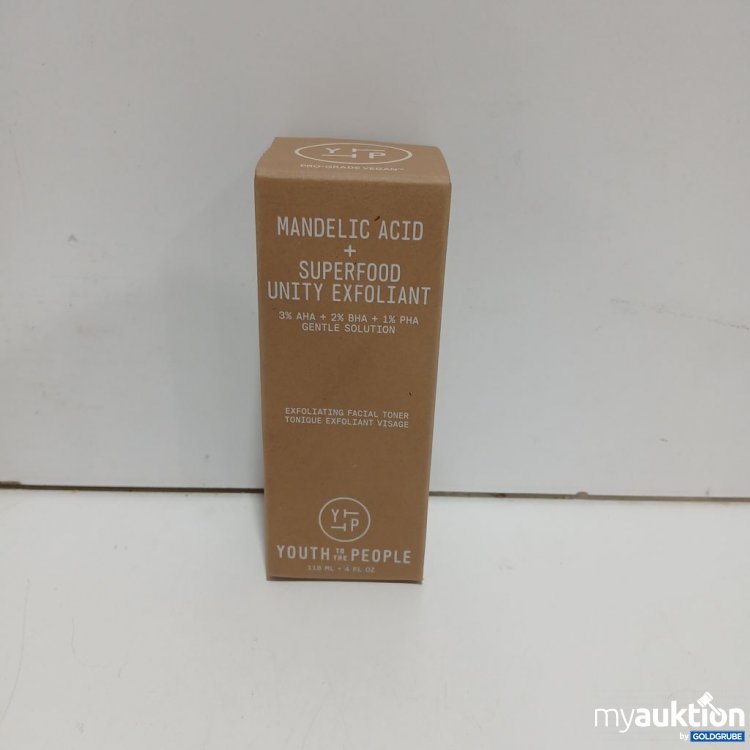 Y T T P
PRO-GRADE VEGAN™
MANDELIC ACID
+
SUPERFOOD
UNITY EXFOLIANT
3% AHA + 2% BHA + 1% PHA
GENTLE SOLUTION
EXFOLIATING FACIAL TONER
TONIQUE EXFOLIANT VISAGE
Y T T P
YOUTH TO THE PEOPLE
118 ML • 4 FL OZ
myauktion
by GOLDGRUBE